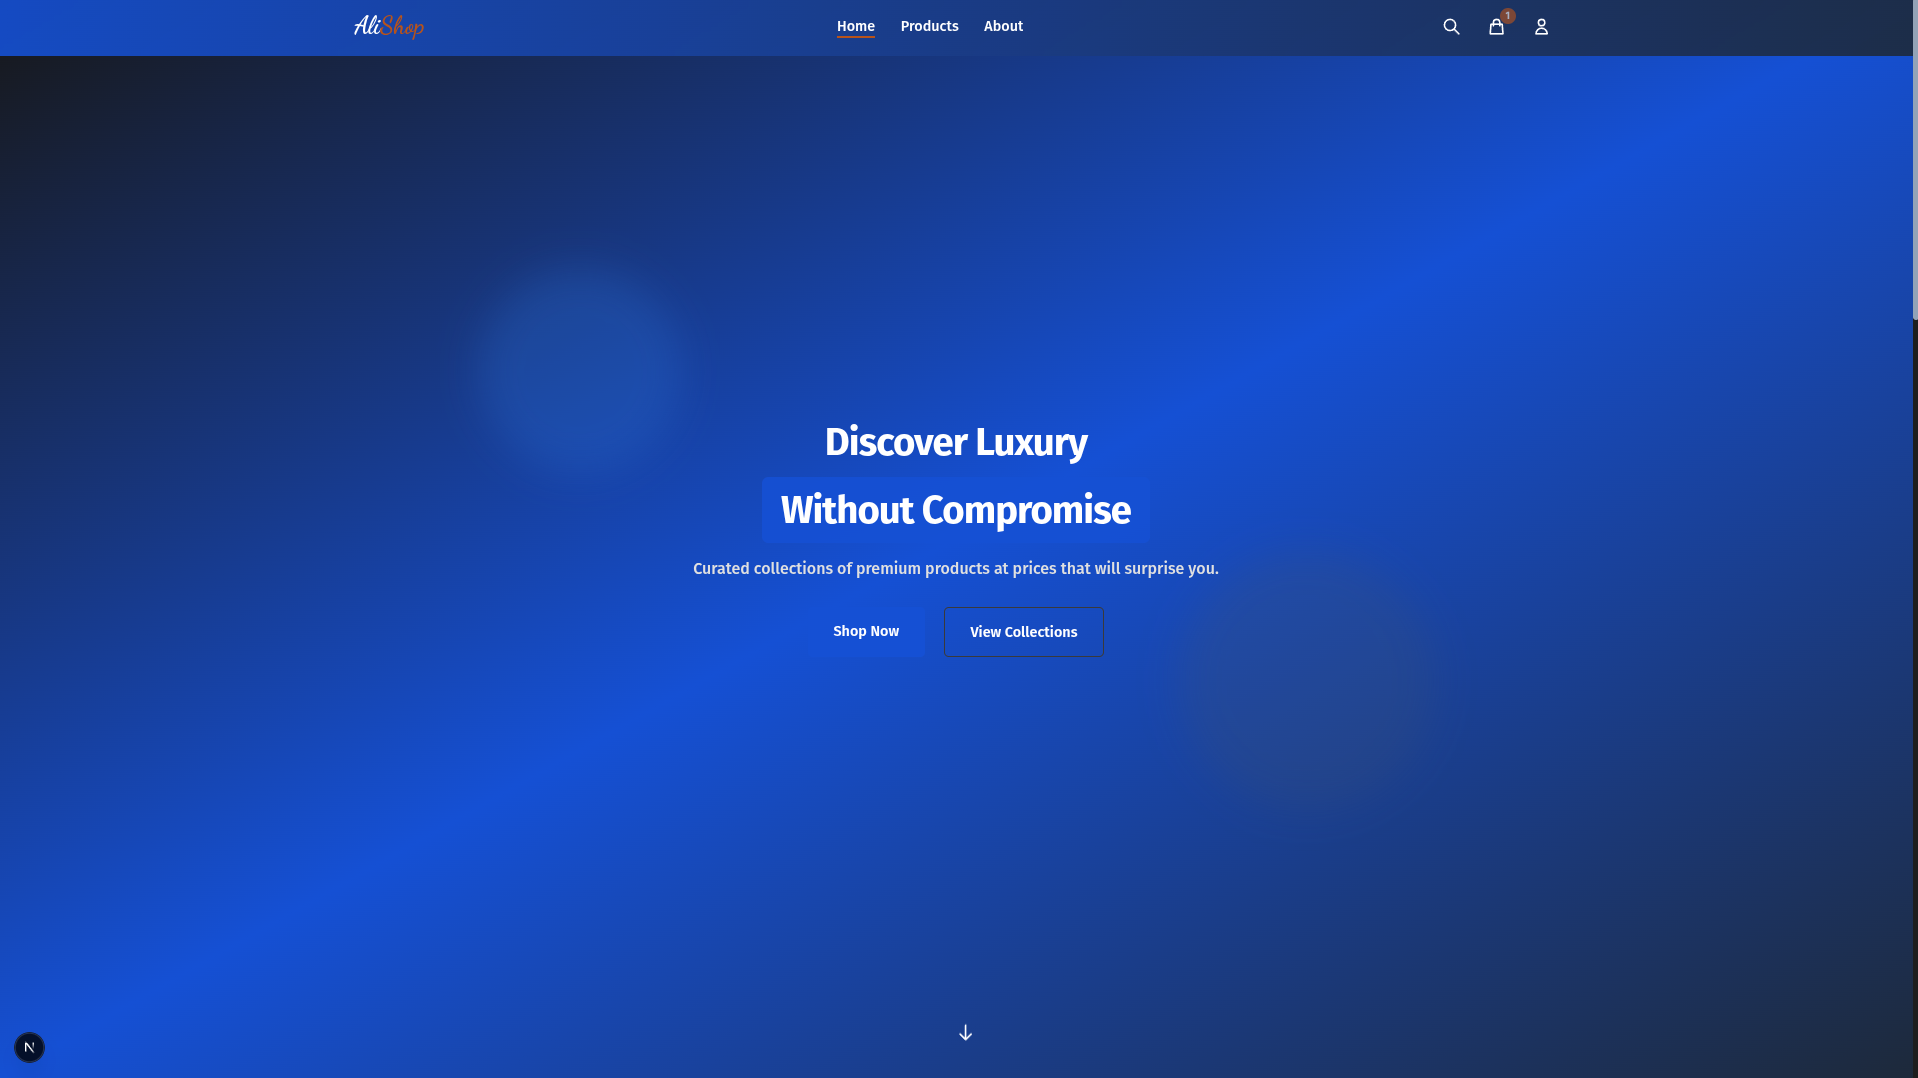 AliShop
Home
Products
About
1
Discover Luxury
Without Compromise
Curated collections of premium products at prices that will surprise you.
Shop Now
View Collections
N